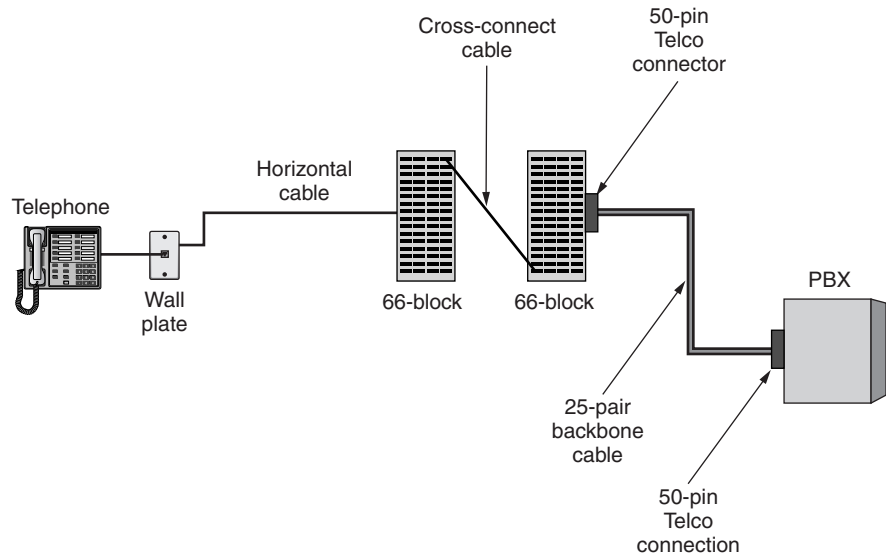 50-pin
Telco
connector
Cross-connect
cable
Horizontal
cable
Telephone
Wall
plate
66-block
66-block
PBX
25-pair
backbone
cable
50-pin
Telco
connection